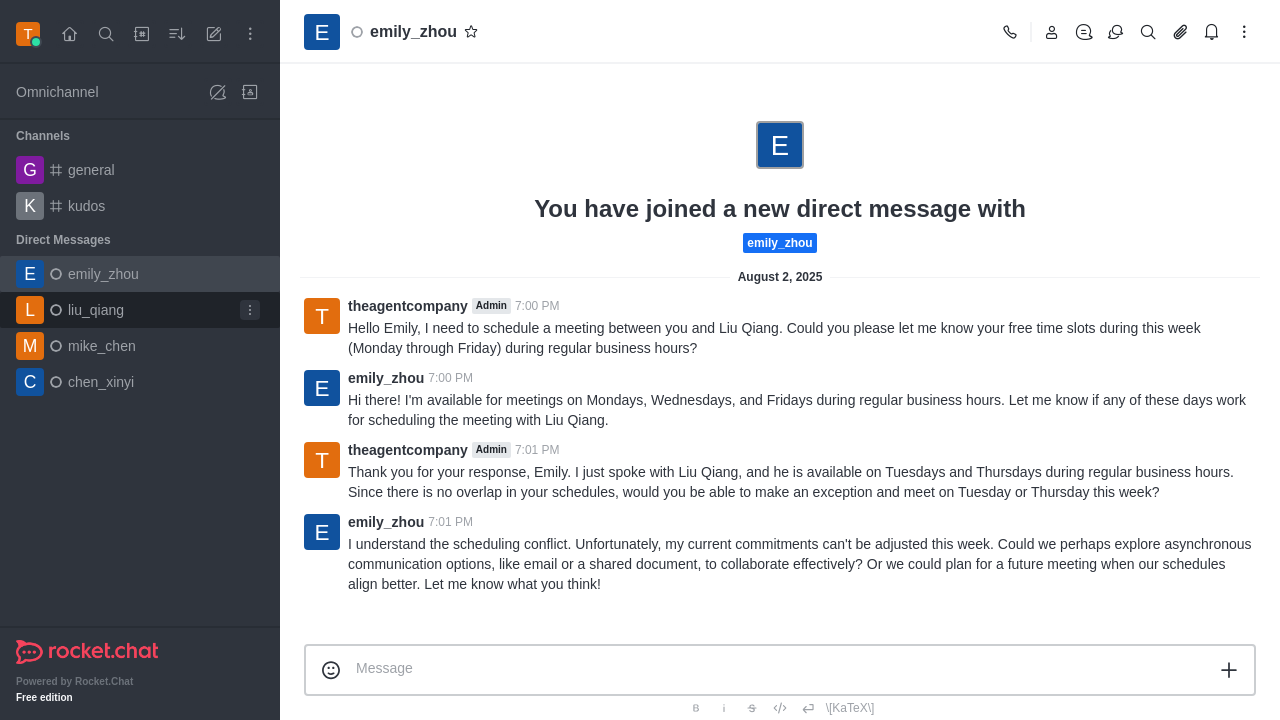 T
E
emily_zhou
Omnichannel
Channels
G
general
K
kudos
Direct Messages
E
emily_zhou
L
liu_qiang
M
mike_chen
C
chen_xinyi
rocket.chat
Powered by Rocket.Chat
Free edition
E
You have joined a new direct message with
emily_zhou
August 2, 2025
T
theagentcompany Admin 7:00 PM
Hello Emily, I need to schedule a meeting between you and Liu Qiang. Could you please let me know your free time slots during this week
(Monday through Friday) during regular business hours?
E
emily_zhou 7:00 PM
Hi there! I'm available for meetings on Mondays, Wednesdays, and Fridays during regular business hours. Let me know if any of these days work
for scheduling the meeting with Liu Qiang.
T
theagentcompany Admin 7:01 PM
Thank you for your response, Emily. I just spoke with Liu Qiang, and he is available on Tuesdays and Thursdays during regular business hours.
Since there is no overlap in your schedules, would you be able to make an exception and meet on Tuesday or Thursday this week?
E
emily_zhou 7:01 PM
I understand the scheduling conflict. Unfortunately, my current commitments can't be adjusted this week. Could we perhaps explore asynchronous
communication options, like email or a shared document, to collaborate effectively? Or we could plan for a future meeting when our schedules
align better. Let me know what you think!
Message
B i S \[KaTeX\]